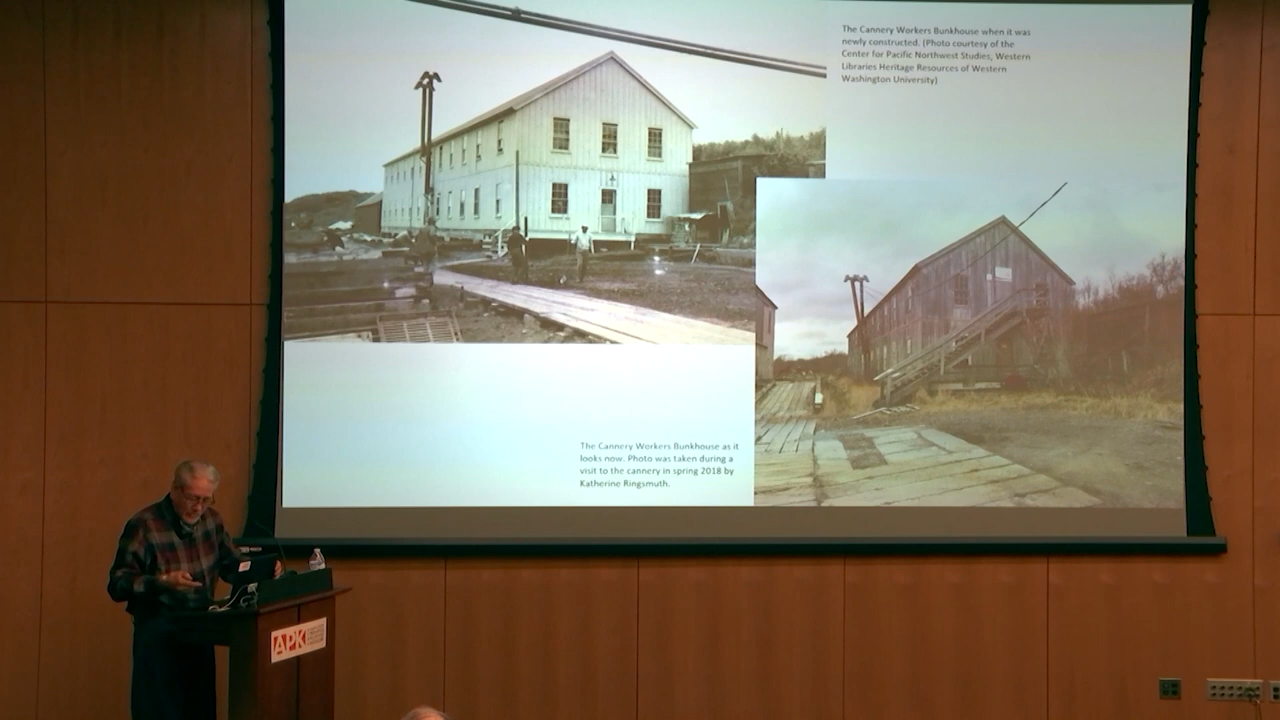 The Cannery Workers Bunkhouse when it was
newly constructed. (Photo courtesy of the
Center for Pacific Northwest Studies, Western
Libraries Heritage Resources of Western
Washington University)
The Cannery Workers Bunkhouse as it
looks now. Photo was taken during a
visit to the cannery in spring 2018 by
Katherine Ringsmuth.
APK